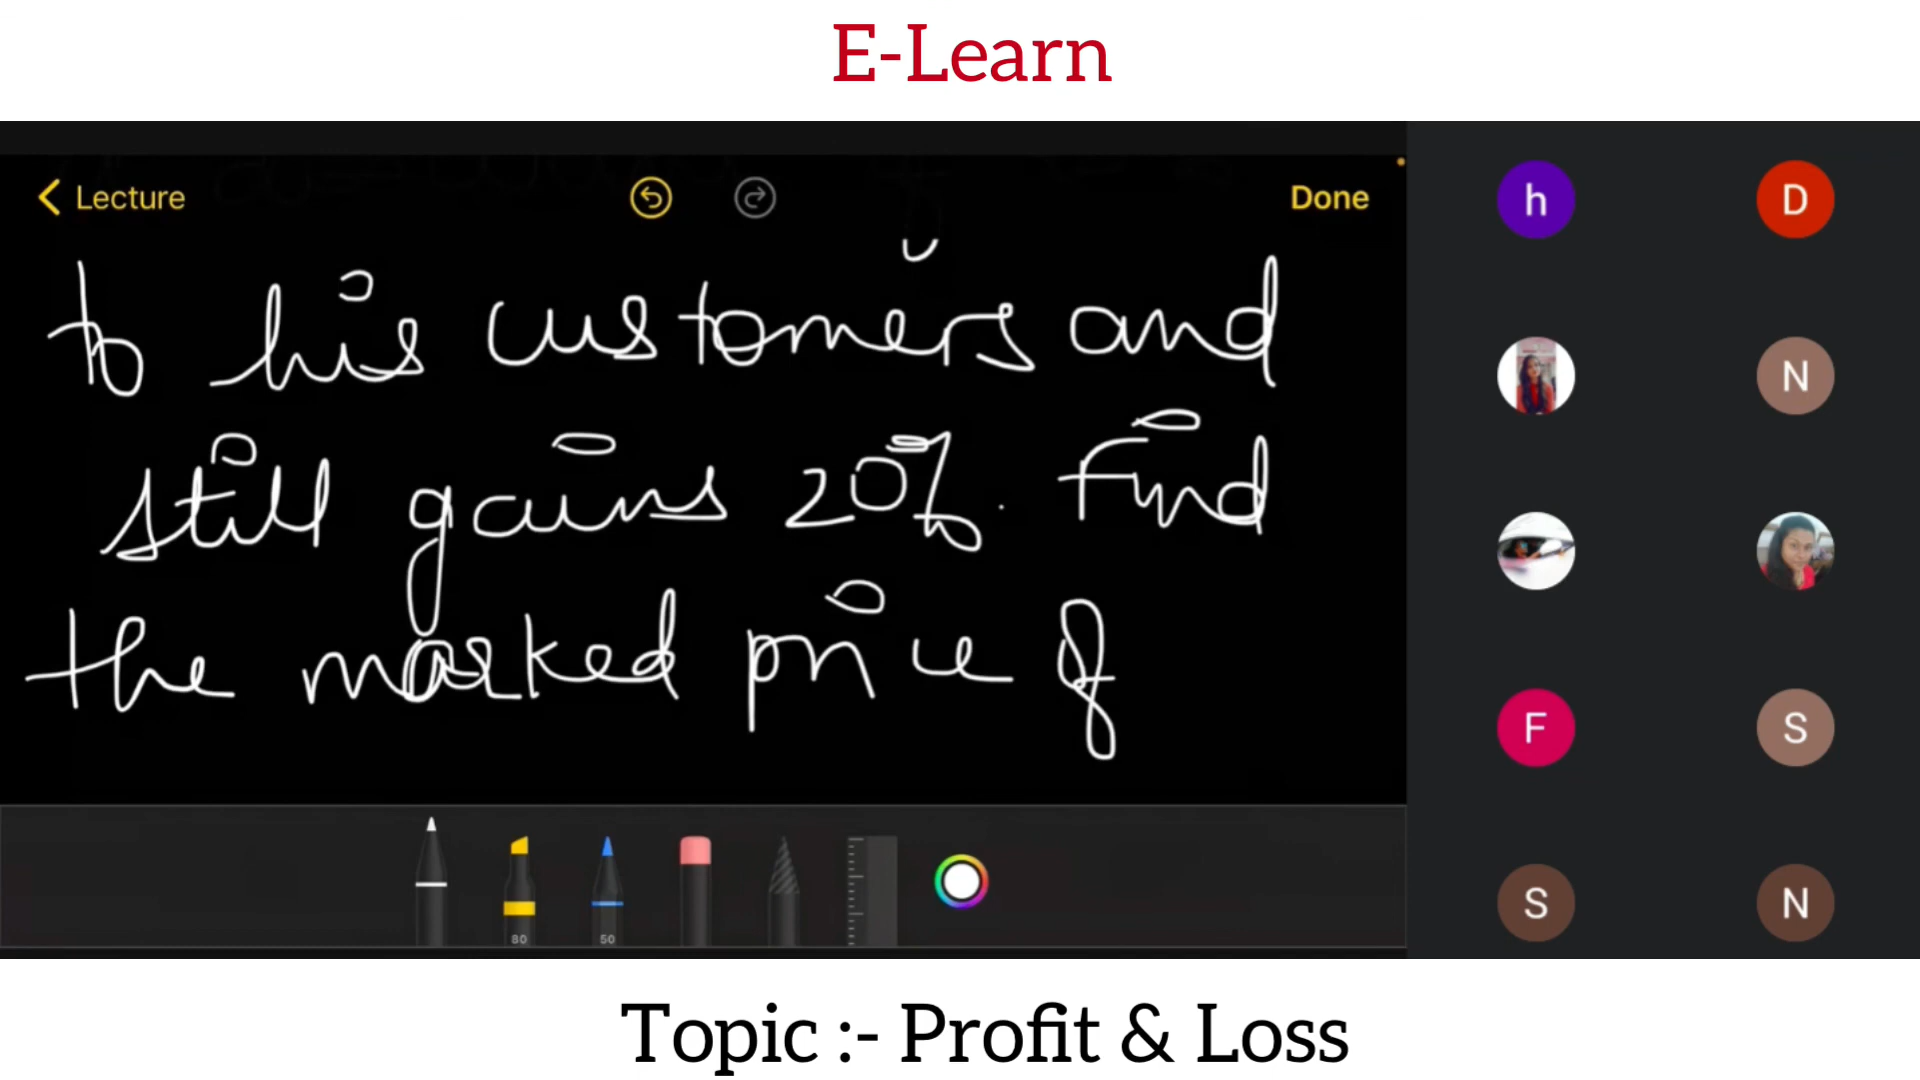 E-Learn
Lecture
Done
to his customers and
still gains 20%. Find
the marked price of
80
50
h
D
N
F
S
S
N
Topic :- Profit & Loss